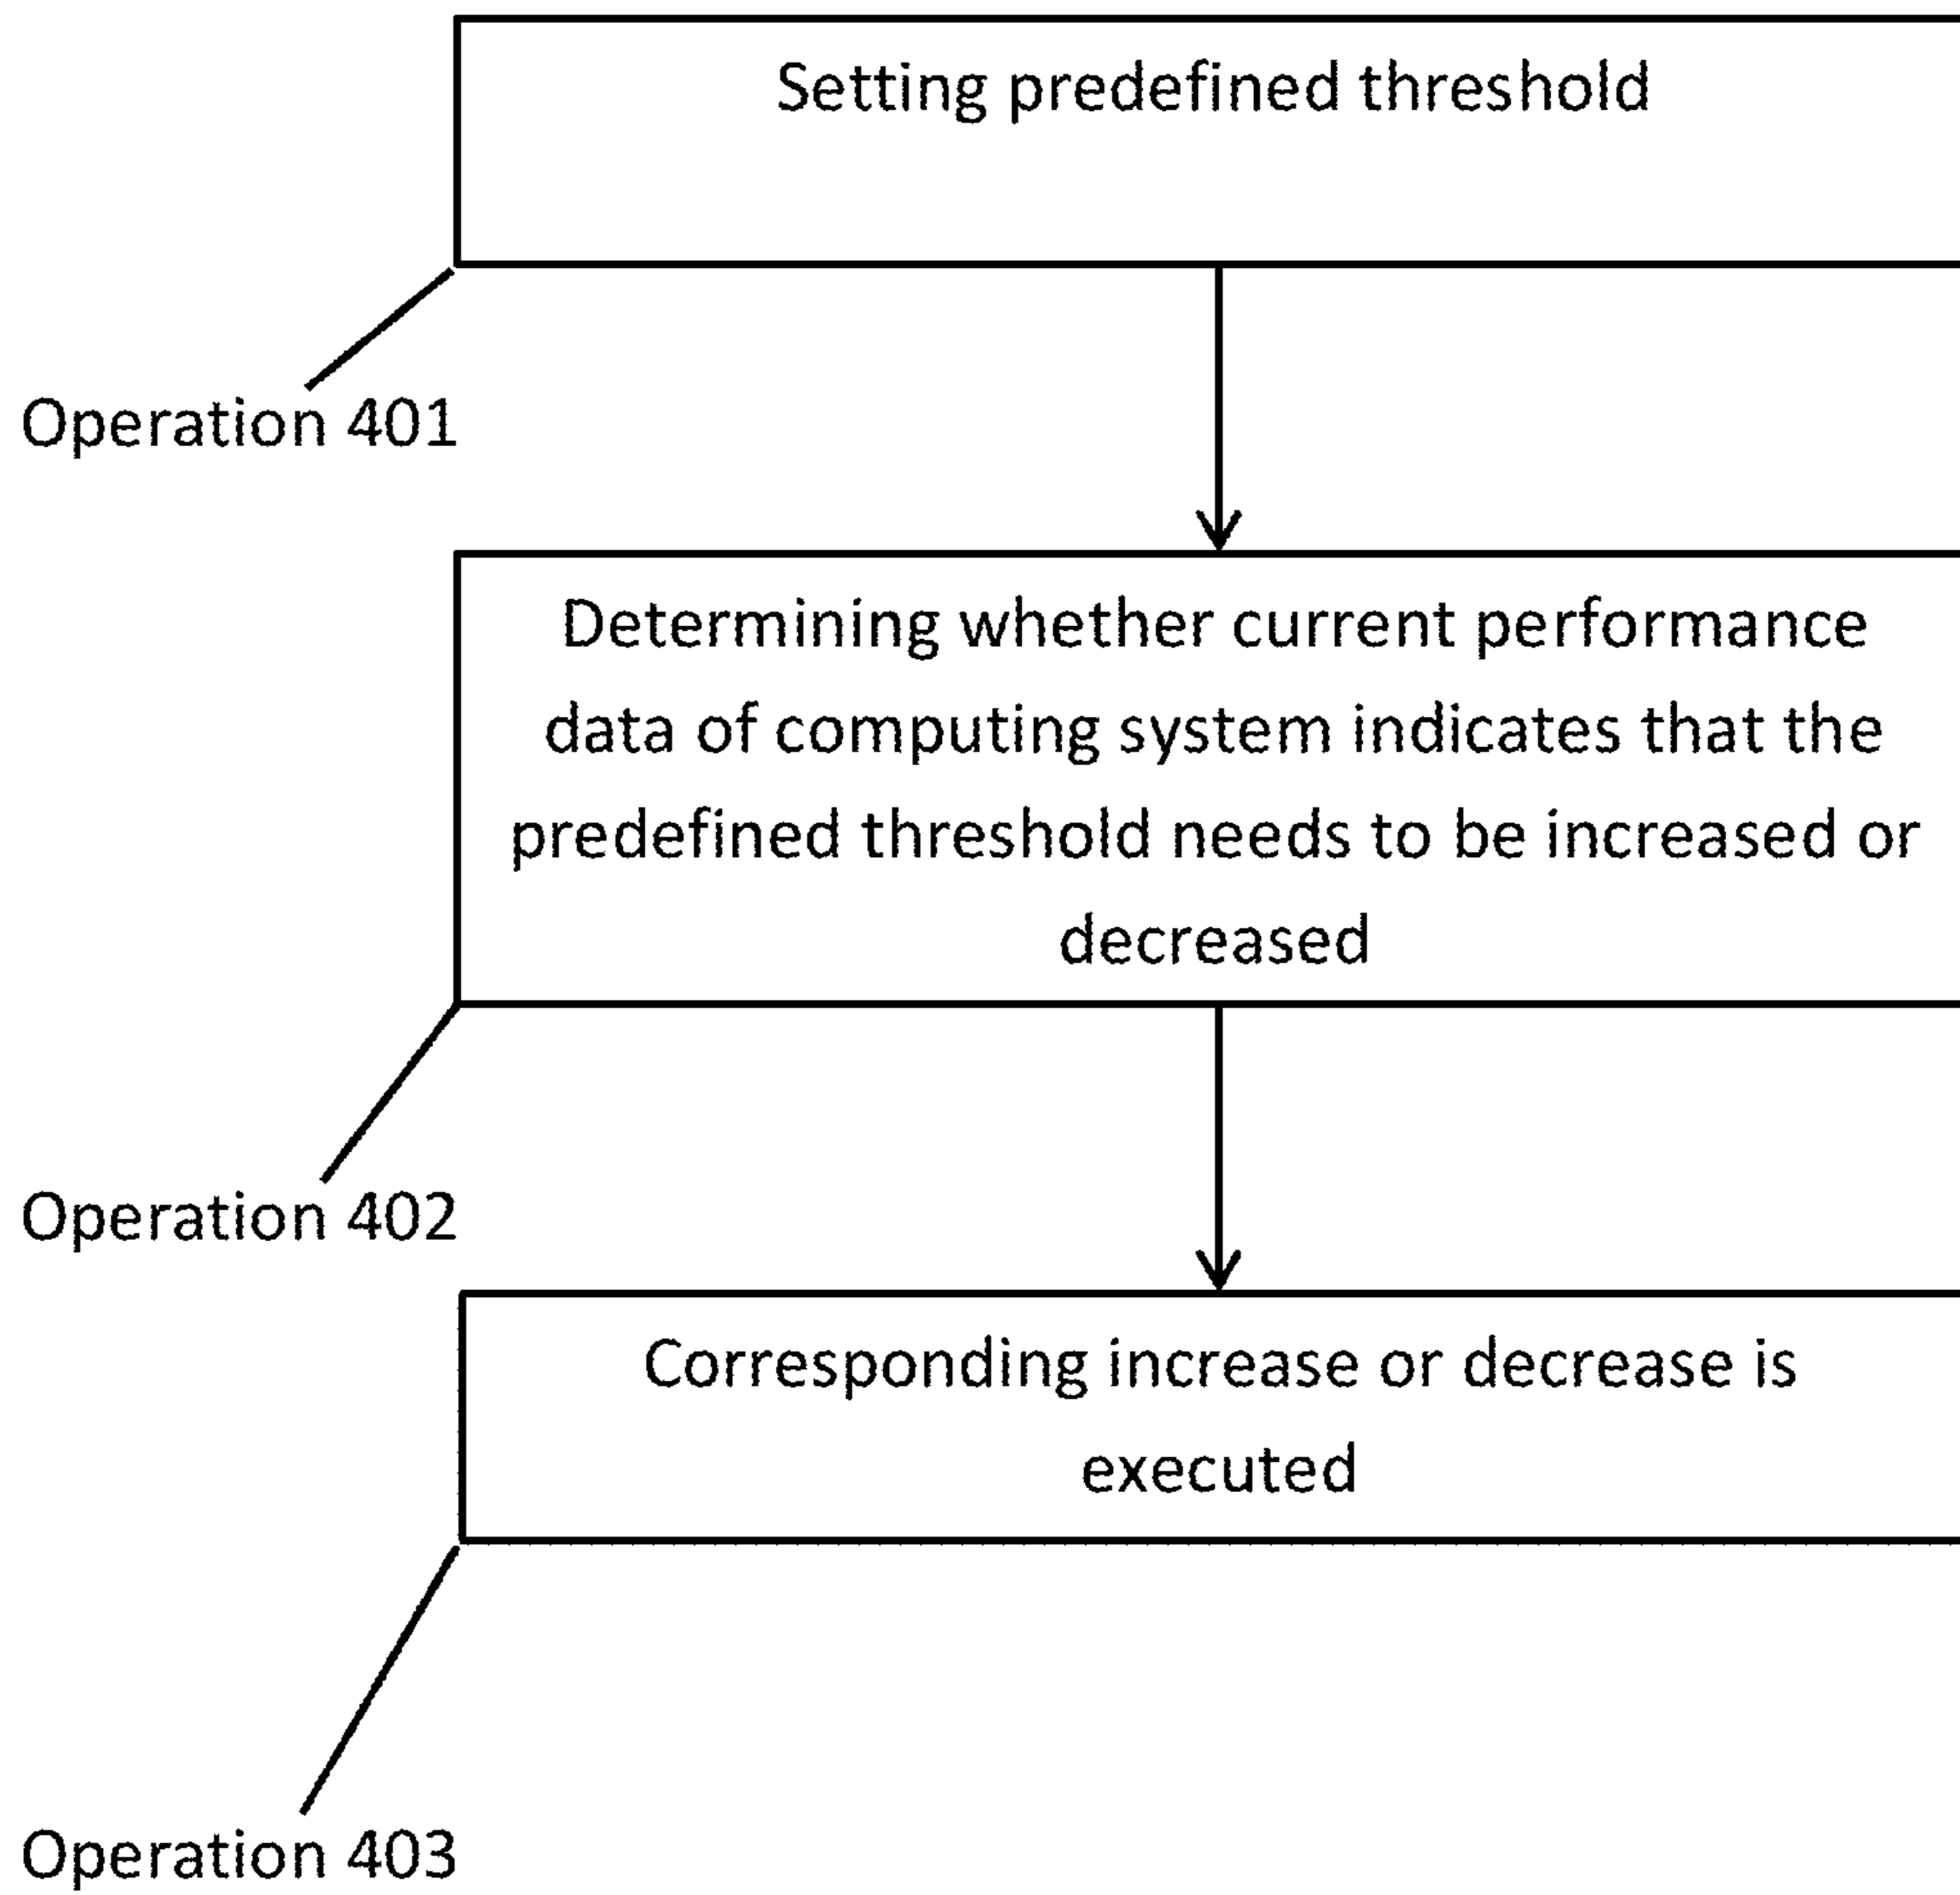 Setting predefined threshold
Operation 401
Determining whether current performance
data of computing system indicates that the
predefined threshold needs to be increased or
decreased
Operation 402
Corresponding increase or decrease is
executed
Operation 403